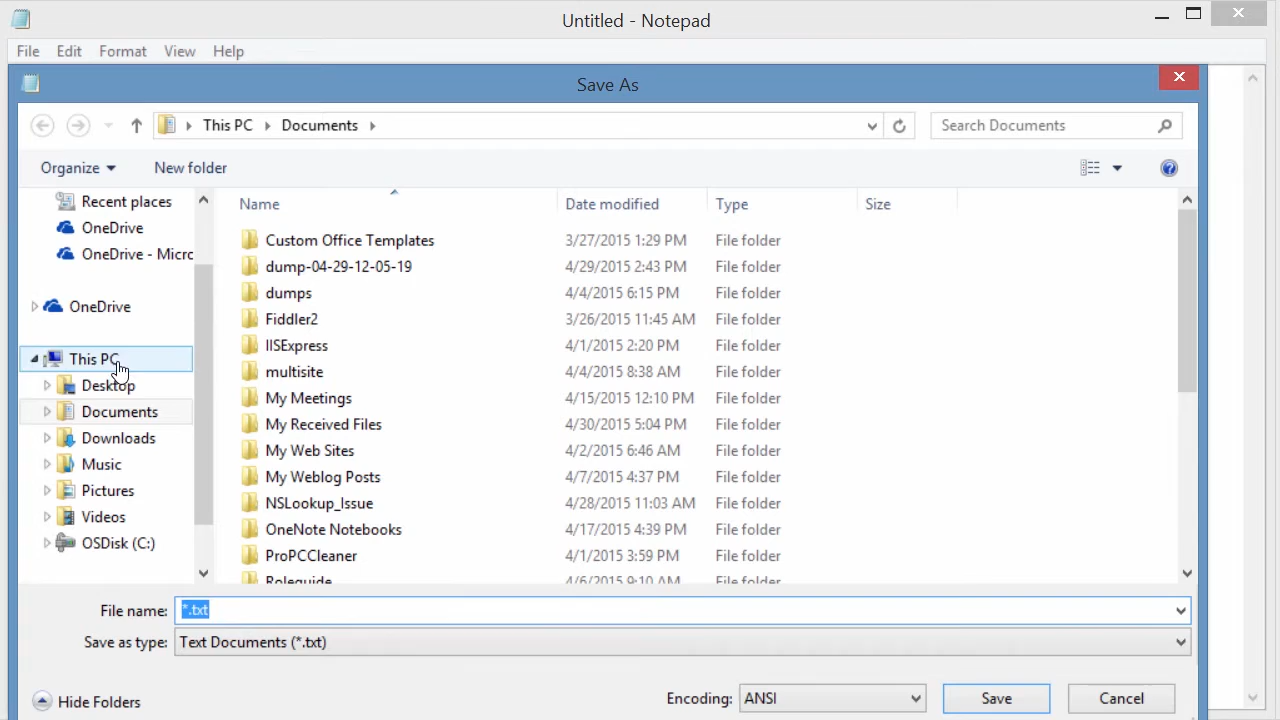 Untitled - Notepad
File Edit Format View Help
Save As
This PC Documents
Search Documents
Organize New folder
Recent places
OneDrive
OneDrive - Micro
OneDrive
This PC
Desktop
Documents
Downloads
Music
Pictures
Videos
OSDisk (C:)
Name Date modified Type Size
Custom Office Templates 3/27/2015 1:29 PM File folder
dump-04-29-12-05-19 4/29/2015 2:43 PM File folder
dumps 4/4/2015 6:15 PM File folder
Fiddler2 3/26/2015 11:45 AM File folder
IISExpress 4/1/2015 2:20 PM File folder
multisite 4/4/2015 8:38 AM File folder
My Meetings 4/15/2015 12:10 PM File folder
My Received Files 4/30/2015 5:04 PM File folder
My Web Sites 4/2/2015 6:46 AM File folder
My Weblog Posts 4/7/2015 4:37 PM File folder
NSLookup_Issue 4/28/2015 11:03 AM File folder
OneNote Notebooks 4/17/2015 4:39 PM File folder
ProPCCleaner 4/1/2015 3:59 PM File folder
Roleguide 4/6/2015 9:10 AM File folder
File name: *.txt
Save as type: Text Documents (*.txt)
Hide Folders
Encoding: ANSI
Save
Cancel